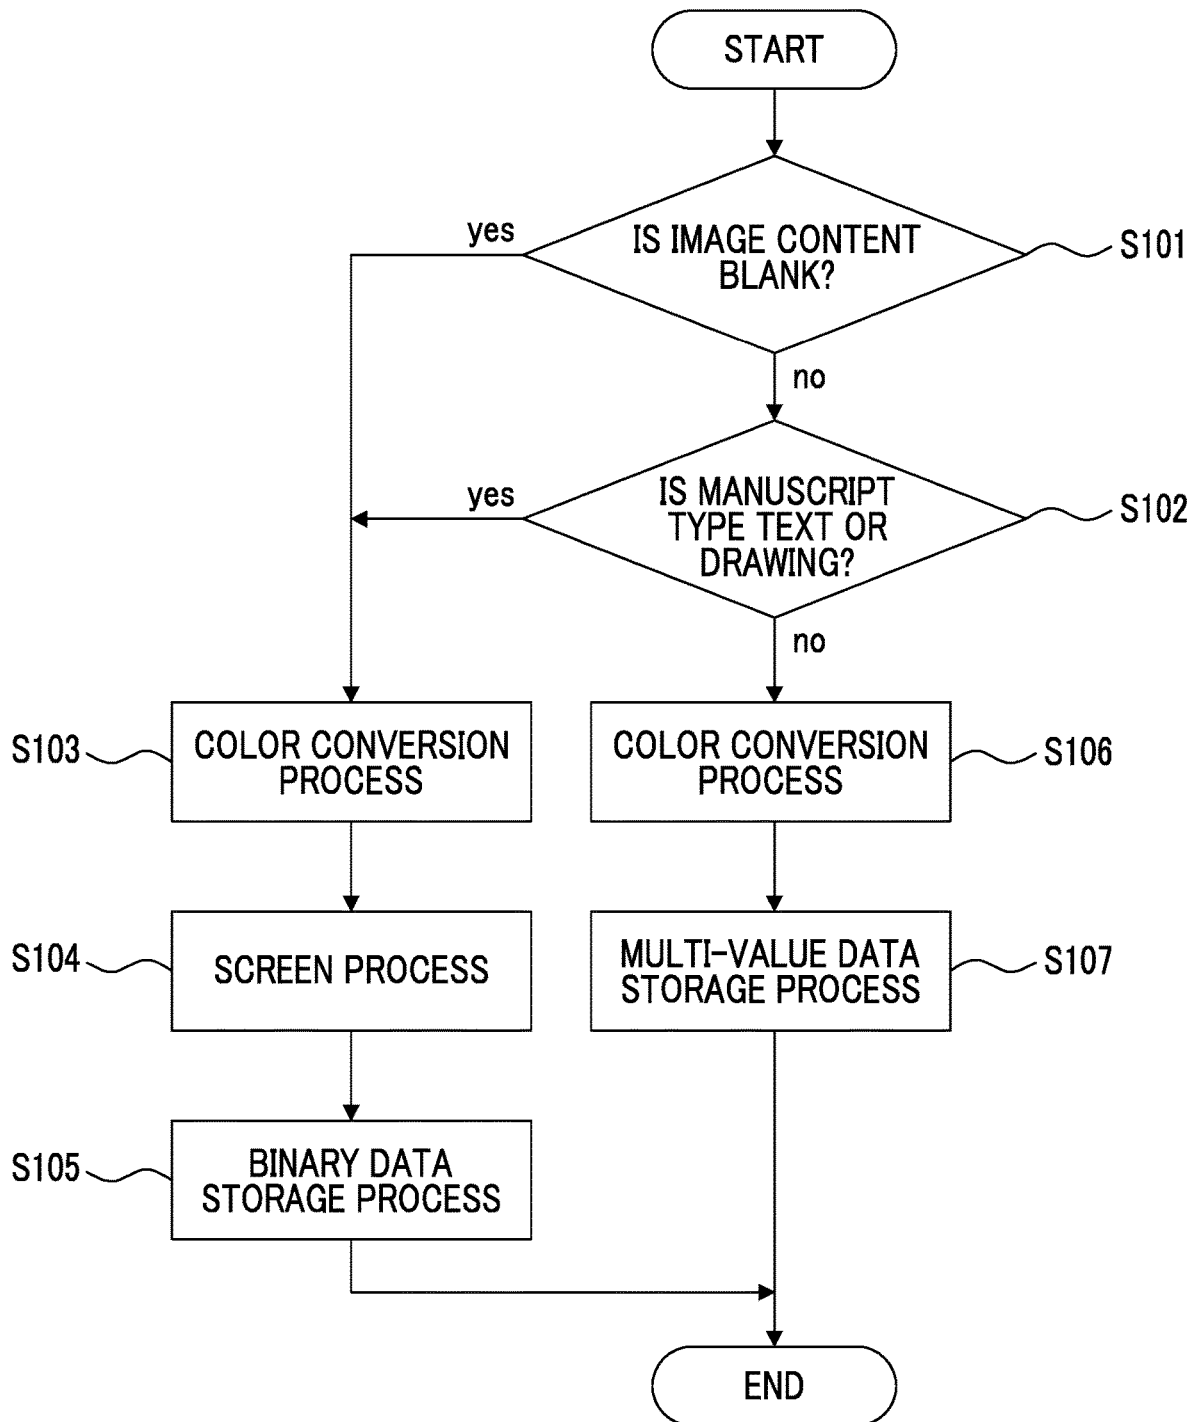 START
yes
IS IMAGE CONTENT
BLANK?
S101
no
yes
IS MANUSCRIPT
TYPE TEXT OR
DRAWING?
S102
no
S103
COLOR CONVERSION
PROCESS
COLOR CONVERSION
PROCESS
S106
S104
SCREEN PROCESS
MULTI-VALUE DATA
STORAGE PROCESS
S107
S105
BINARY DATA
STORAGE PROCESS
END